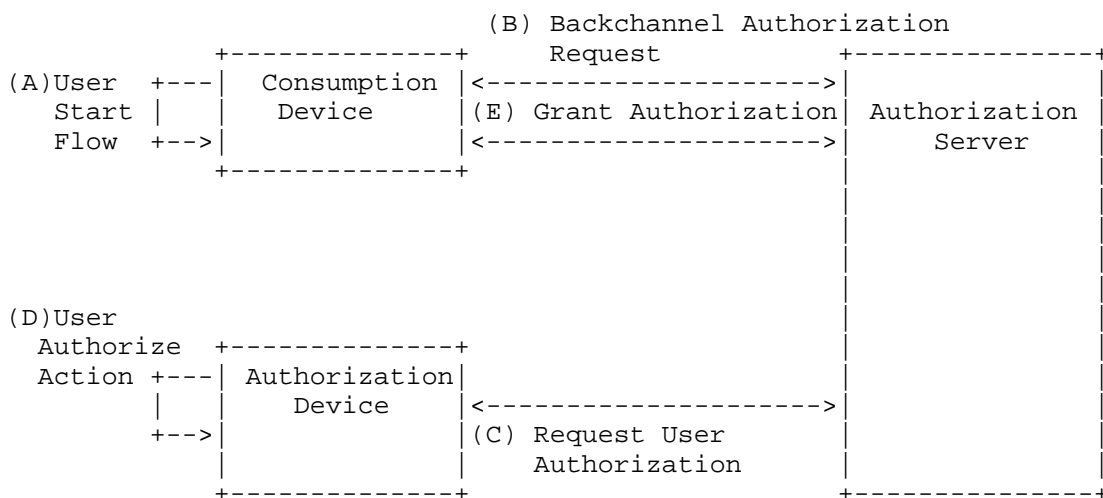 (B) Backchannel Authorization
Request
(A)User Consumption
Start Device (E) Grant Authorization Authorization
Flow Server
(D)User
Authorize
Action Authorization
Device
(C) Request User
Authorization